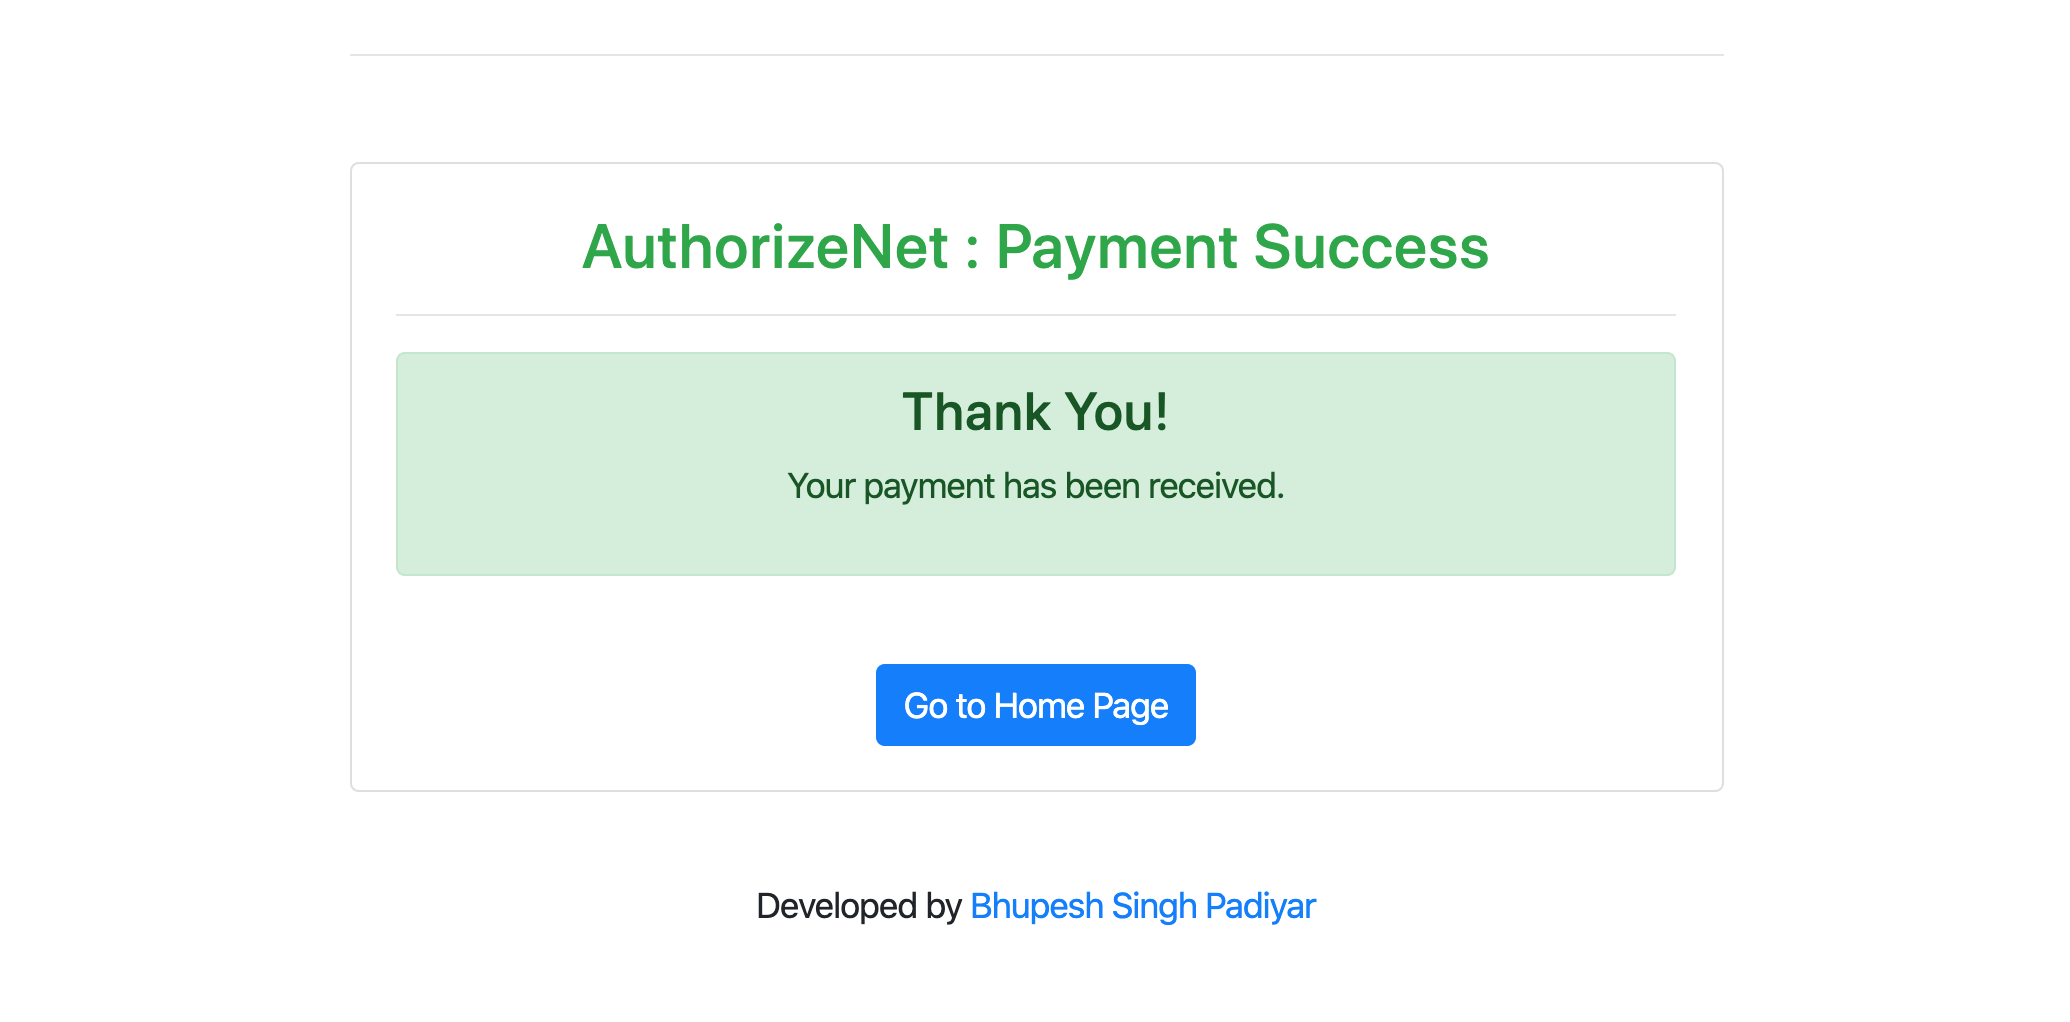 AuthorizeNet : Payment Success
Thank You!
Your payment has been received.
Go to Home Page
Developed by Bhupesh Singh Padiyar